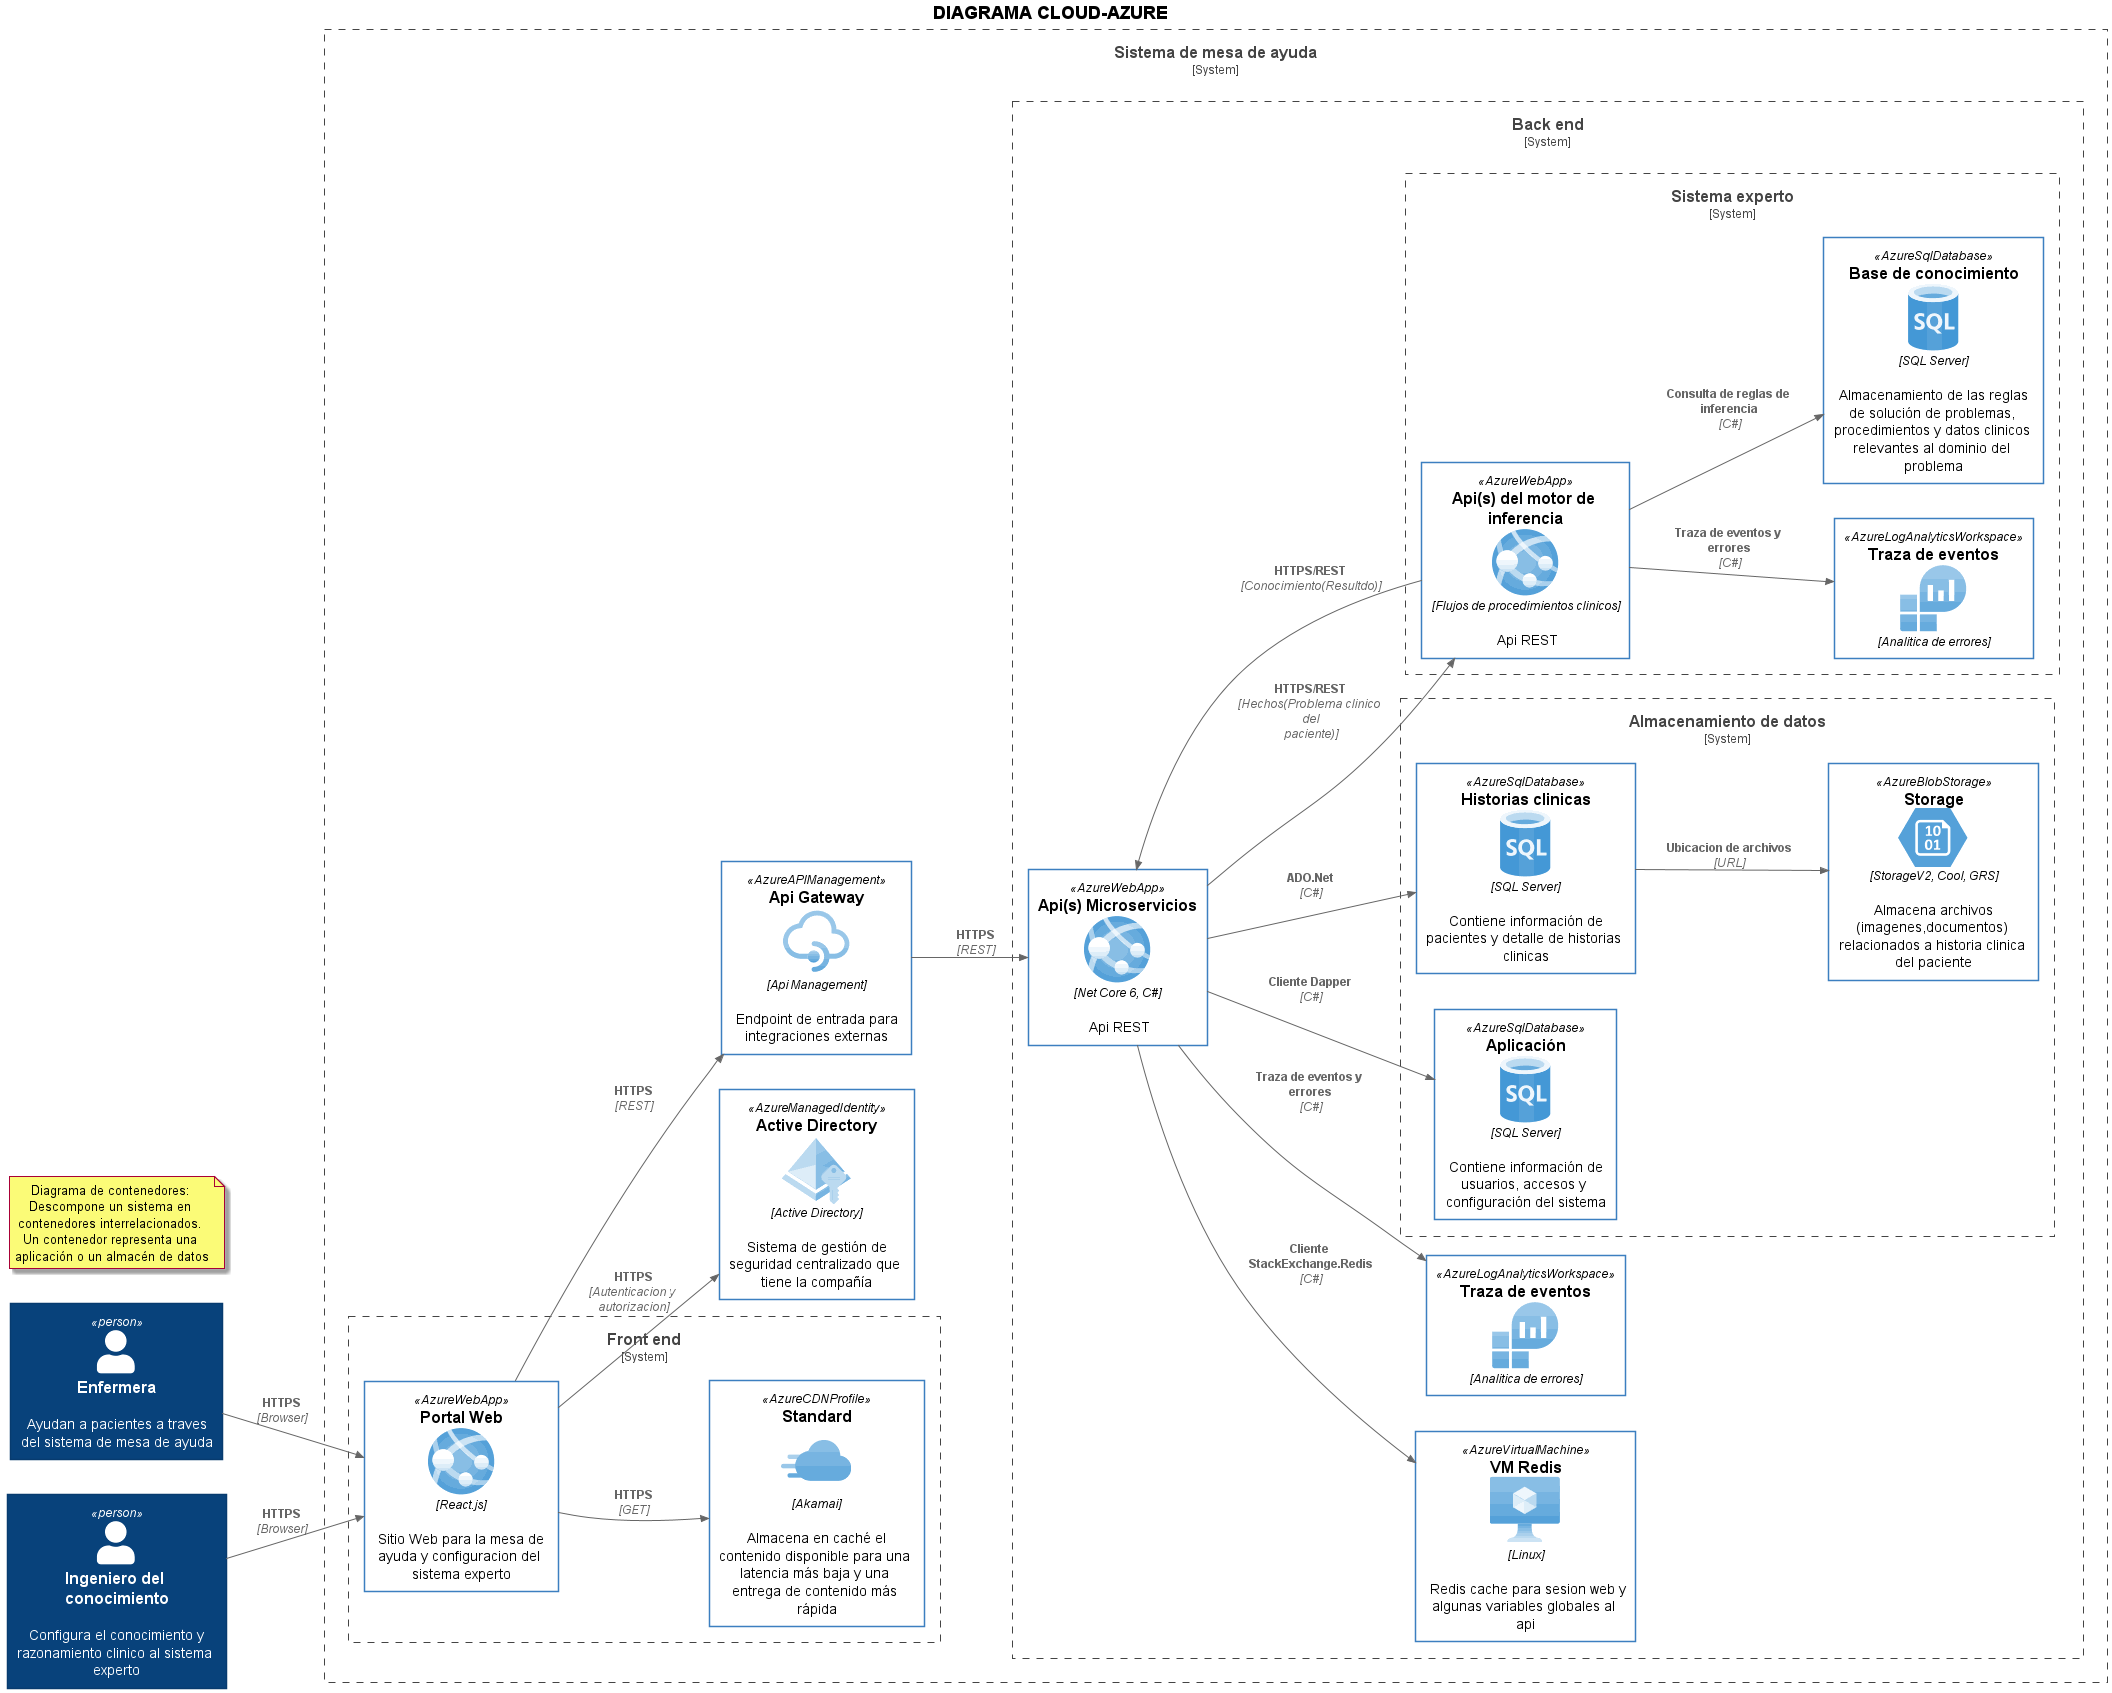 DIAGRAMA CLOUD-AZURE
Sistema de mesa de ayuda
[System]
Back end
[System]
Sistema experto
[System]
«AzureSqlDatabase»
Base de conocimiento
SQL
[SQL Server]
Almacenamiento de las reglas
de solución de problemas,
procedimientos y datos clinicos
relevantes al dominio del
problema
Consulta de reglas de
inferencia
[C#]
«AzureWebApp»
Api(s) del motor de
inferencia
[Flujos de procedimientos clinicos]
Api REST
Traza de eventos y
errores
[C#]
«AzureLogAnalyticsWorkspace»
Traza de eventos
[Analitica de errores]
HTTPS/REST
[Conocimiento(Resultdo)]
HTTPS/REST
[Hechos(Problema clinico
del
paciente)]
Almacenamiento de datos
[System]
«AzureSqlDatabase»
Historias clinicas
SQL
[SQL Server]
Contiene información de
pacientes y detalle de historias
clinicas
Ubicacion de archivos
[URL]
«AzureBlobStorage»
Storage
10
01
[StorageV2, Cool, GRS]
Almacena archivos
(imagenes,documentos)
relacionados a historia clinica
del paciente
«AzureAPIManagement»
Api Gateway
[Api Management]
Endpoint de entrada para
integraciones externas
HTTPS
[REST]
«AzureWebApp»
Api(s) Microservicios
[Net Core 6, C#]
Api REST
ADO.Net
[C#]
Cliente Dapper
[C#]
«AzureSqlDatabase»
Aplicación
SQL
[SQL Server]
Contiene información de
usuarios, accesos y
configuración del sistema
Traza de eventos y
errores
[C#]
HTTPS
[REST]
«AzureManagedIdentity»
Active Directory
[Active Directory]
Sistema de gestión de
seguridad centralizado que
tiene la compañía
HTTPS
[Autenticacion y
autorizacion]
Cliente
StackExchange.Redis
[C#]
«AzureLogAnalyticsWorkspace»
Traza de eventos
[Analitica de errores]
Diagrama de contenedores:
Descompone un sistema en
contenedores interrelacionados.
Un contenedor representa una
aplicación o un almacén de datos
«person»
Enfermera
Ayudan a pacientes a traves
del sistema de mesa de ayuda
HTTPS
[Browser]
Front end
[System]
«AzureWebApp»
Portal Web
[React.js]
Sitio Web para la mesa de
ayuda y configuracion del
sistema experto
HTTPS
[GET]
«AzureCDNProfile»
Standard
[Akamai]
Almacena en caché el
contenido disponible para una
latencia más baja y una
entrega de contenido más
rápida
«AzureVirtualMachine»
VM Redis
[Linux]
Redis cache para sesion web y
algunas variables globales al
api
«person»
Ingeniero del
conocimiento
Configura el conocimiento y
razonamiento clinico al sistema
experto
HTTPS
[Browser]